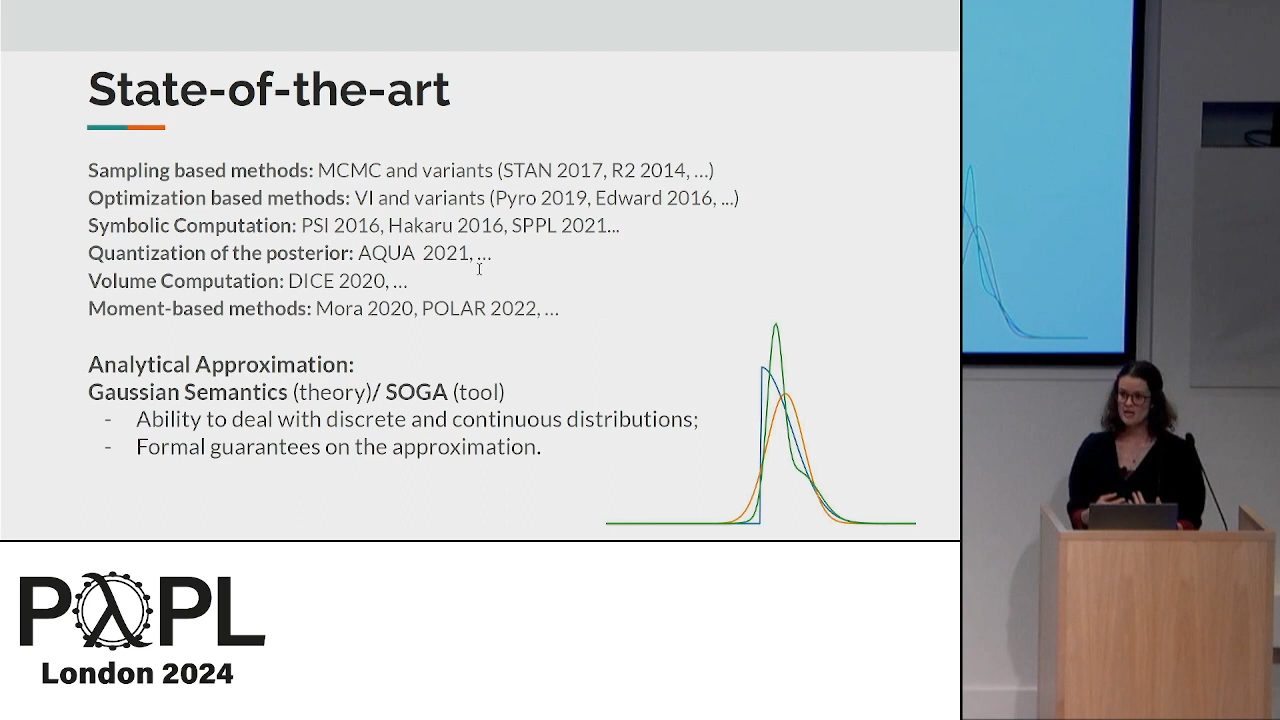 State-of-the-art
Sampling based methods: MCMC and variants (STAN 2017, R2 2014, ...)
Optimization based methods: VI and variants (Pyro 2019, Edward 2016, ...)
Symbolic Computation: PSI 2016, Hakaru 2016, SPPL 2021...
Quantization of the posterior: AQUA 2021, ...
Volume Computation: DICE 2020, ...
Moment-based methods: Mora 2020, POLAR 2022, ...
Analytical Approximation:
Gaussian Semantics (theory)/ SOGA (tool)
- Ability to deal with discrete and continuous distributions;
- Formal guarantees on the approximation.
PλPL
London 2024